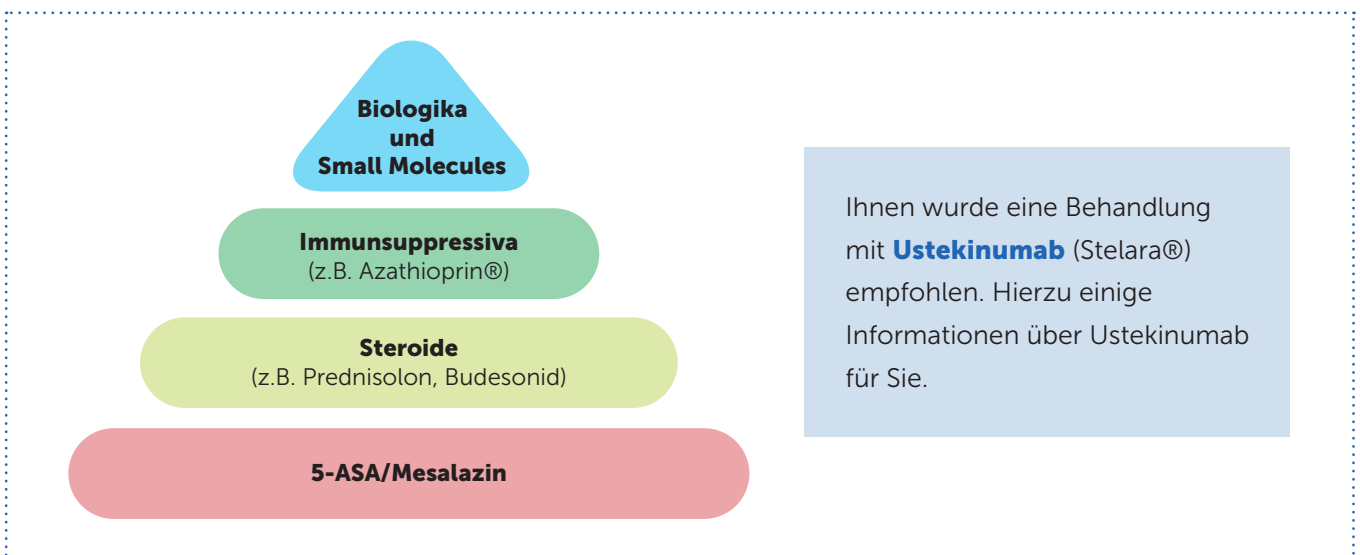 Biologika
und
Small Molecules
Immunsuppressiva
(z.B. Azathioprin®)
Steroide
(z.B. Prednisolon, Budesonid)
5-ASA/Mesalazin
Ihnen wurde eine Behandlung
mit Ustekinumab (Stelara®)
empfohlen. Hierzu einige
Informationen über Ustekinumab
für Sie.